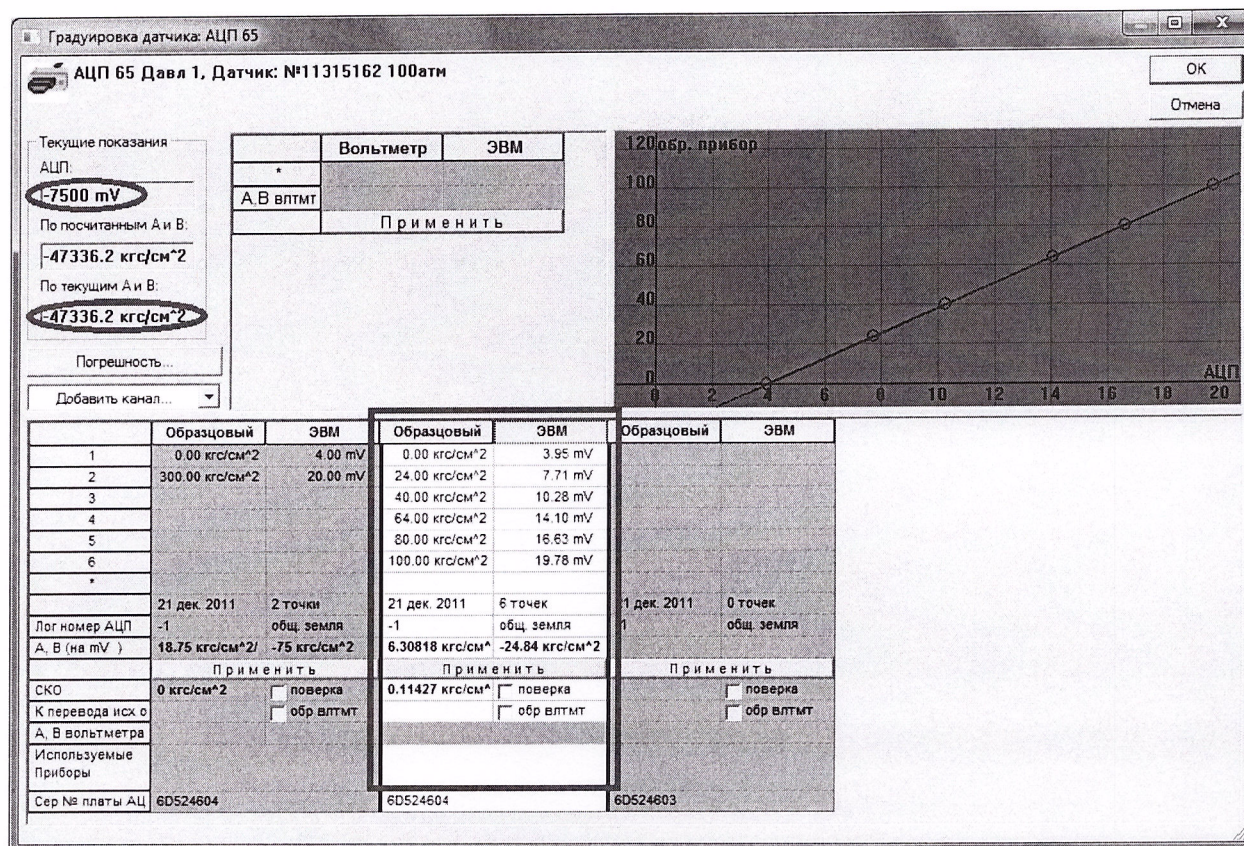 Градуировка датчика: АЦП 65
АЦП 65 Давл 1, Датчик: №11315162 100атм
ОК
Отмена
Текущие показания
АЦП:
-7500 mV
По посчитанным А и В:
-47336.2 кгс/см^2
По текущим А и В:
-47336.2 кгс/см^2
Погрешность...
Добавить канал...
Вольтметр ЭВМ
*
А,В влтмт
Применить
120 обр. прибор
100
80
60
40
20
0
АЦП
0 2 4 6 8 10 12 14 16 18 20
Образцовый ЭВМ Образцовый ЭВМ Образцовый ЭВМ
1 0.00 кгс/см^2 4.00 mV 0.00 кгс/см^2 3.95 mV
2 300.00 кгс/см^2 20.00 mV 24.00 кгс/см^2 7.71 mV
3 40.00 кгс/см^2 10.28 mV
4 64.00 кгс/см^2 14.10 mV
5 80.00 кгс/см^2 16.63 mV
6 100.00 кгс/см^2 19.78 mV
*
21 дек. 2011 2 точки 21 дек. 2011 6 точек 21 дек. 2011 0 точек
Лог номер АЦП -1 общ. земля -1 общ. земля -1 общ. земля
А, В (на mV ) 18.75 кгс/см^2/ -75 кгс/см^2 6.30818 кгс/см^ -24.84 кгс/см^2
Применить Применить Применить
СКО 0 кгс/см^2 поверка 0.11427 кгс/см^ поверка поверка
К перевода исх о обр влтмт обр влтмт обр влтмт
А, В вольтметра
Используемые
Приборы
Сер № платы АЦ 6D524604 6D524604 6D524603